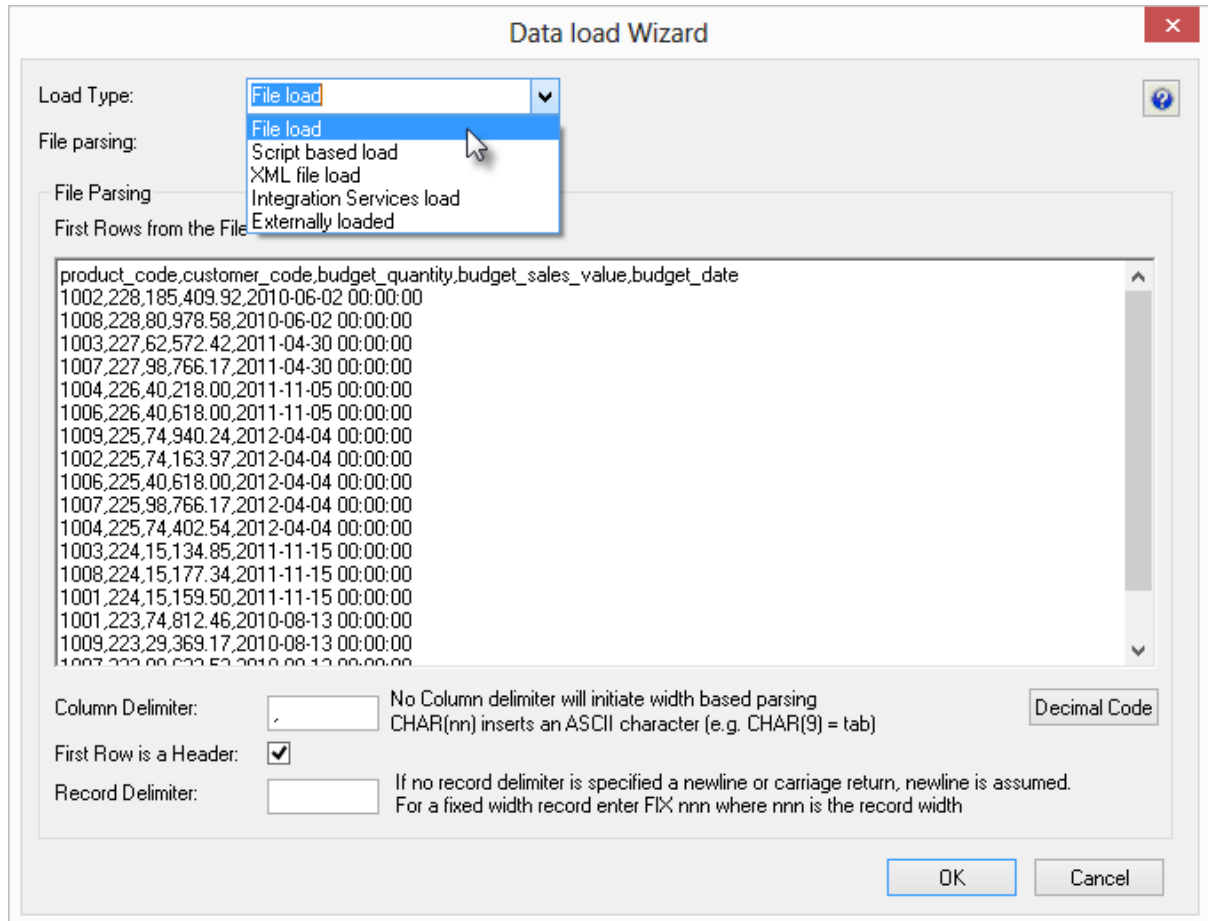 Data load Wizard
Load Type:
File load
File load
Script based load
XML file load
Integration Services load
Externally loaded
File parsing:
File Parsing
First Rows from the File
product_code,customer_code,budget_quantity,budget_sales_value,budget_date
1002,228,185,409.92,2010-06-02 00:00:00
1008,228,80,978.58,2010-06-02 00:00:00
1003,227,62,572.42,2011-04-30 00:00:00
1007,227,98,766.17,2011-04-30 00:00:00
1004,226,40,218.00,2011-11-05 00:00:00
1006,226,40,618.00,2011-11-05 00:00:00
1009,225,74,940.24,2012-04-04 00:00:00
1002,225,74,163.97,2012-04-04 00:00:00
1006,225,40,618.00,2012-04-04 00:00:00
1007,225,98,766.17,2012-04-04 00:00:00
1004,225,74,402.54,2012-04-04 00:00:00
1003,224,15,134.85,2011-11-15 00:00:00
1008,224,15,177.34,2011-11-15 00:00:00
1001,224,15,159.50,2011-11-15 00:00:00
1001,223,74,812.46,2010-08-13 00:00:00
1009,223,29,369.17,2010-08-13 00:00:00
Column Delimiter:
,
No Column delimiter will initiate width based parsing
CHAR(nn) inserts an ASCII character (e.g. CHAR(9) = tab)
Decimal Code
First Row is a Header:
Record Delimiter:
If no record delimiter is specified a newline or carriage return, newline is assumed.
For a fixed width record enter FIX nnn where nnn is the record width
OK
Cancel